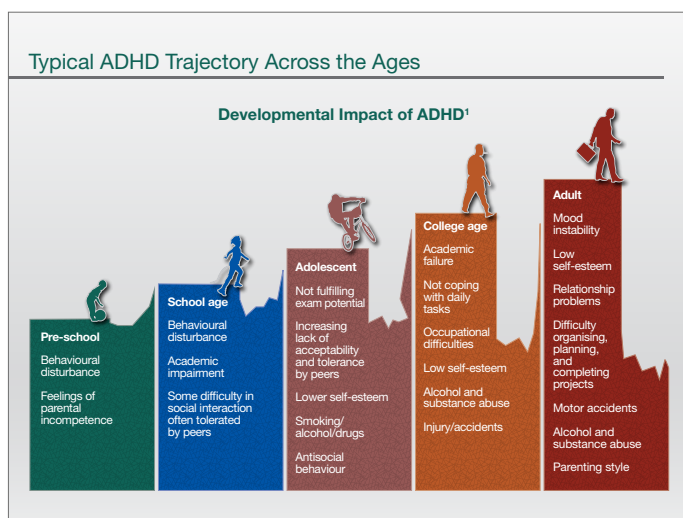 Typical ADHD Trajectory Across the Ages
Developmental Impact of ADHD¹
Pre-school
Behavioural
disturbance
Feelings of
parental
incompetence
School age
Behavioural
disturbance
Academic
impairment
Some difficulty in
social interaction
often tolerated
by peers
Adolescent
Not fulfilling
exam potential
Increasing
lack of
acceptability
and tolerance
by peers
Lower self-esteem
Smoking/
alcohol/drugs
Antisocial
behaviour
College age
Academic
failure
Not coping
with daily
tasks
Occupational
difficulties
Low self-esteem
Alcohol and
substance abuse
Injury/accidents
Adult
Mood
instability
Low
self-esteem
Relationship
problems
Difficulty
organising,
planning,
and
completing
projects
Motor accidents
Alcohol and
substance abuse
Parenting style